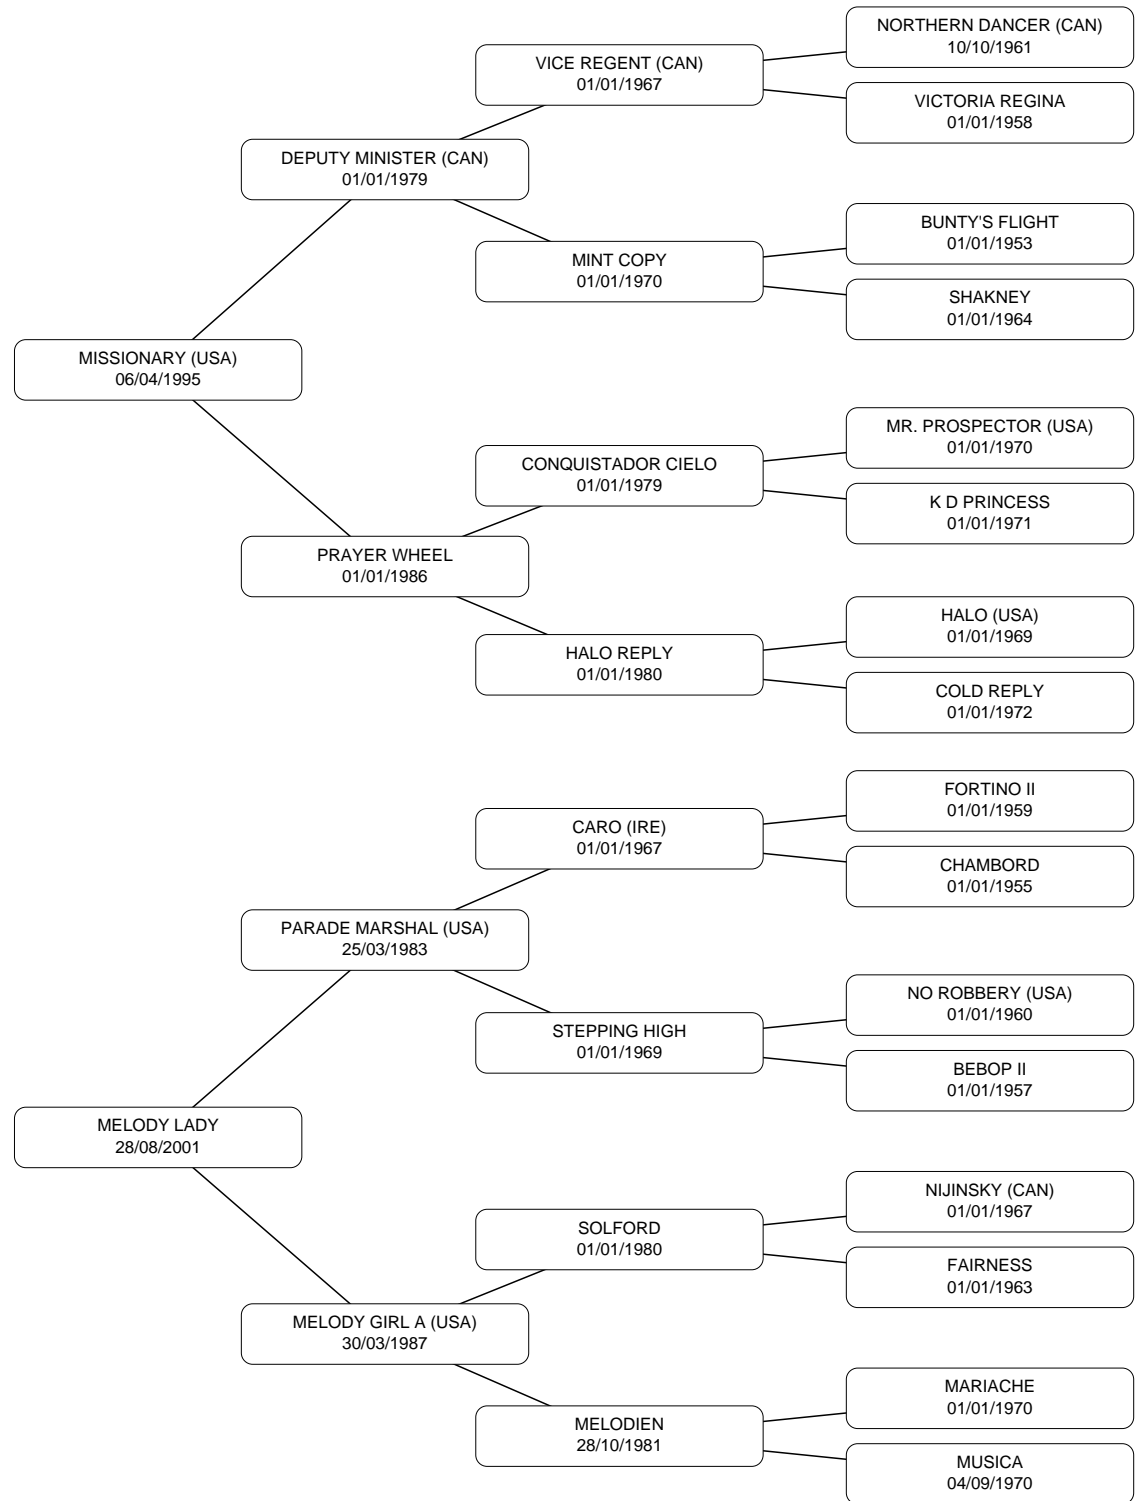 NORTHERN DANCER (CAN)
10/10/1961
VICE REGENT (CAN)
01/01/1967
VICTORIA REGINA
01/01/1958
DEPUTY MINISTER (CAN)
01/01/1979
BUNTY'S FLIGHT
01/01/1953
MINT COPY
01/01/1970
SHAKNEY
01/01/1964
MISSIONARY (USA)
06/04/1995
MR. PROSPECTOR (USA)
01/01/1970
CONQUISTADOR CIELO
01/01/1979
K D PRINCESS
01/01/1971
PRAYER WHEEL
01/01/1986
HALO (USA)
01/01/1969
HALO REPLY
01/01/1980
COLD REPLY
01/01/1972
FORTINO II
01/01/1959
CARO (IRE)
01/01/1967
CHAMBORD
01/01/1955
PARADE MARSHAL (USA)
25/03/1983
NO ROBBERY (USA)
01/01/1960
STEPPING HIGH
01/01/1969
BEBOP II
01/01/1957
MELODY LADY
28/08/2001
NIJINSKY (CAN)
01/01/1967
SOLFORD
01/01/1980
FAIRNESS
01/01/1963
MELODY GIRL A (USA)
30/03/1987
MARIACHE
01/01/1970
MELODIEN
28/10/1981
MUSICA
04/09/1970